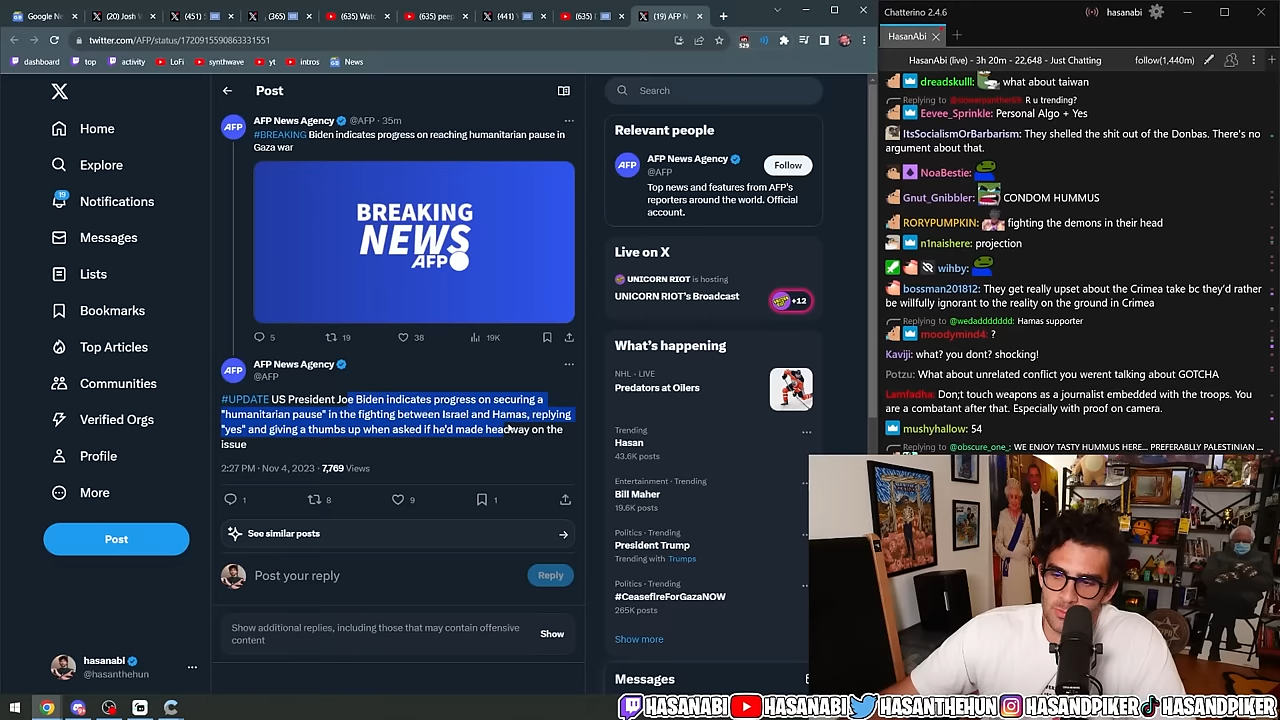 Google Ne
(20) Josh
(451) S
(365)
(635) Wat
(635) peep
(441)
(635)
(19) AFP N
Chatterino 2.4.6
hasanabi
twitter.com/AFP/status/1720915590863331551
529
HasanAbi
dashboard
top
activity
LoFi
synthwave
yt
intros
News
HasanAbi (live) - 3h 20m - 22,648 - Just Chatting
follow(1,440m)
Post
Search
Home
Explore
19
Notifications
Messages
Lists
Bookmarks
Top Articles
Communities
Verified Orgs
Profile
More
Post
hasanabi
@hasanthehun
AFP News Agency @AFP · 35m
#BREAKING Biden indicates progress on reaching humanitarian pause in
Gaza war
BREAKING
NEWS
AFP
5
19
38
19K
AFP News Agency
@AFP
#UPDATE US President Joe Biden indicates progress on securing a
"humanitarian pause" in the fighting between Israel and Hamas, replying
"yes" and giving a thumbs up when asked if he'd made headway on the
issue
2:27 PM · Nov 4, 2023 · 7,769 Views
1
8
9
1
See similar posts
Post your reply
Reply
Show additional replies, including those that may contain offensive
content
Show
Relevant people
AFP News Agency
@AFP
Follow
Top news and features from AFP's
reporters around the world. Official
account.
Live on X
UNICORN RIOT is hosting
UNICORN RIOT's Broadcast
+12
What's happening
NHL · LIVE
Predators at Oilers
Trending
Hasan
43.6K posts
Entertainment · Trending
Bill Maher
19.6K posts
Politics · Trending
President Trump
Trending with Trumps
Politics · Trending
#CeasefireForGazaNOW
265K posts
Show more
Messages
dreadskulll: what about taiwan
R u trending?
Eevee_Sprinkle: Personal Algo + Yes
ItsSocialismOrBarbarism: They shelled the shit out of the Donbas. There's no
argument about that.
NoaBestie:
Gnut_Gnibbler: CONDOM HUMMUS
RORYPUMPKIN: fighting the demons in their head
n1naishere: projection
wihby:
bossman201812: They get really upset about the Crimea take bc they'd rather
be willfully ignorant to the reality on the ground in Crimea
Replying to @wedaddddddd: Hamas supporter
moodymind4: ?
Kaviji: what? you dont? shocking!
Potzu: What about unrelated conflict you werent talking about GOTCHA
Lamfadha: Don;t touch weapons as a journalist embedded with the troops. You
are a combatant after that. Especially with proof on camera.
mushyhallow: 54
Replying to @obscure_one_: WE ENJOY TASTY HUMMUS HERE... PREFERABLLY PALESTINIAN ...
HASANABI
HASANABI
HASANTHEHUN
HASANDPIKER
HASANDPIKER